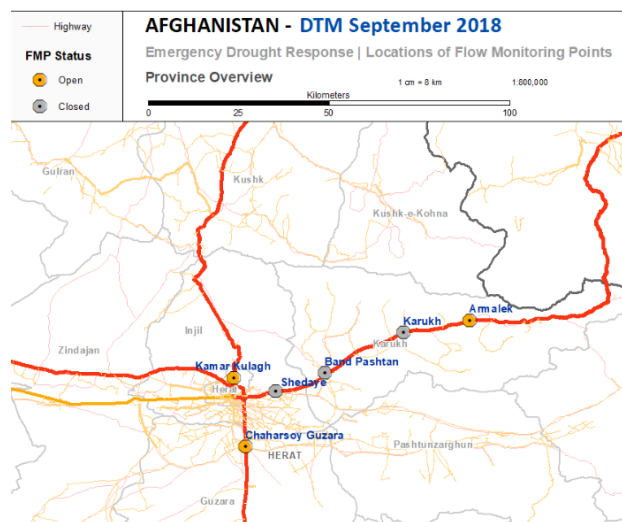 Highway
FMP Status
Open
Closed
AFGHANISTAN - DTM September 2018
Emergency Drought Response | Locations of Flow Monitoring Points
Province Overview
1 cm = 8 km
1:800,000
Kilometers
0 25 50 100
Gulran
Kushk
Kushk-e-Kohna
Armalek
Karukh
Karukh
Injil
Zindajan
Band Pashtan
Kamar Kulagh
Shedaye
Herat
Chaharsoy Guzara
HERAT
Pashtunzarghun
Guzara